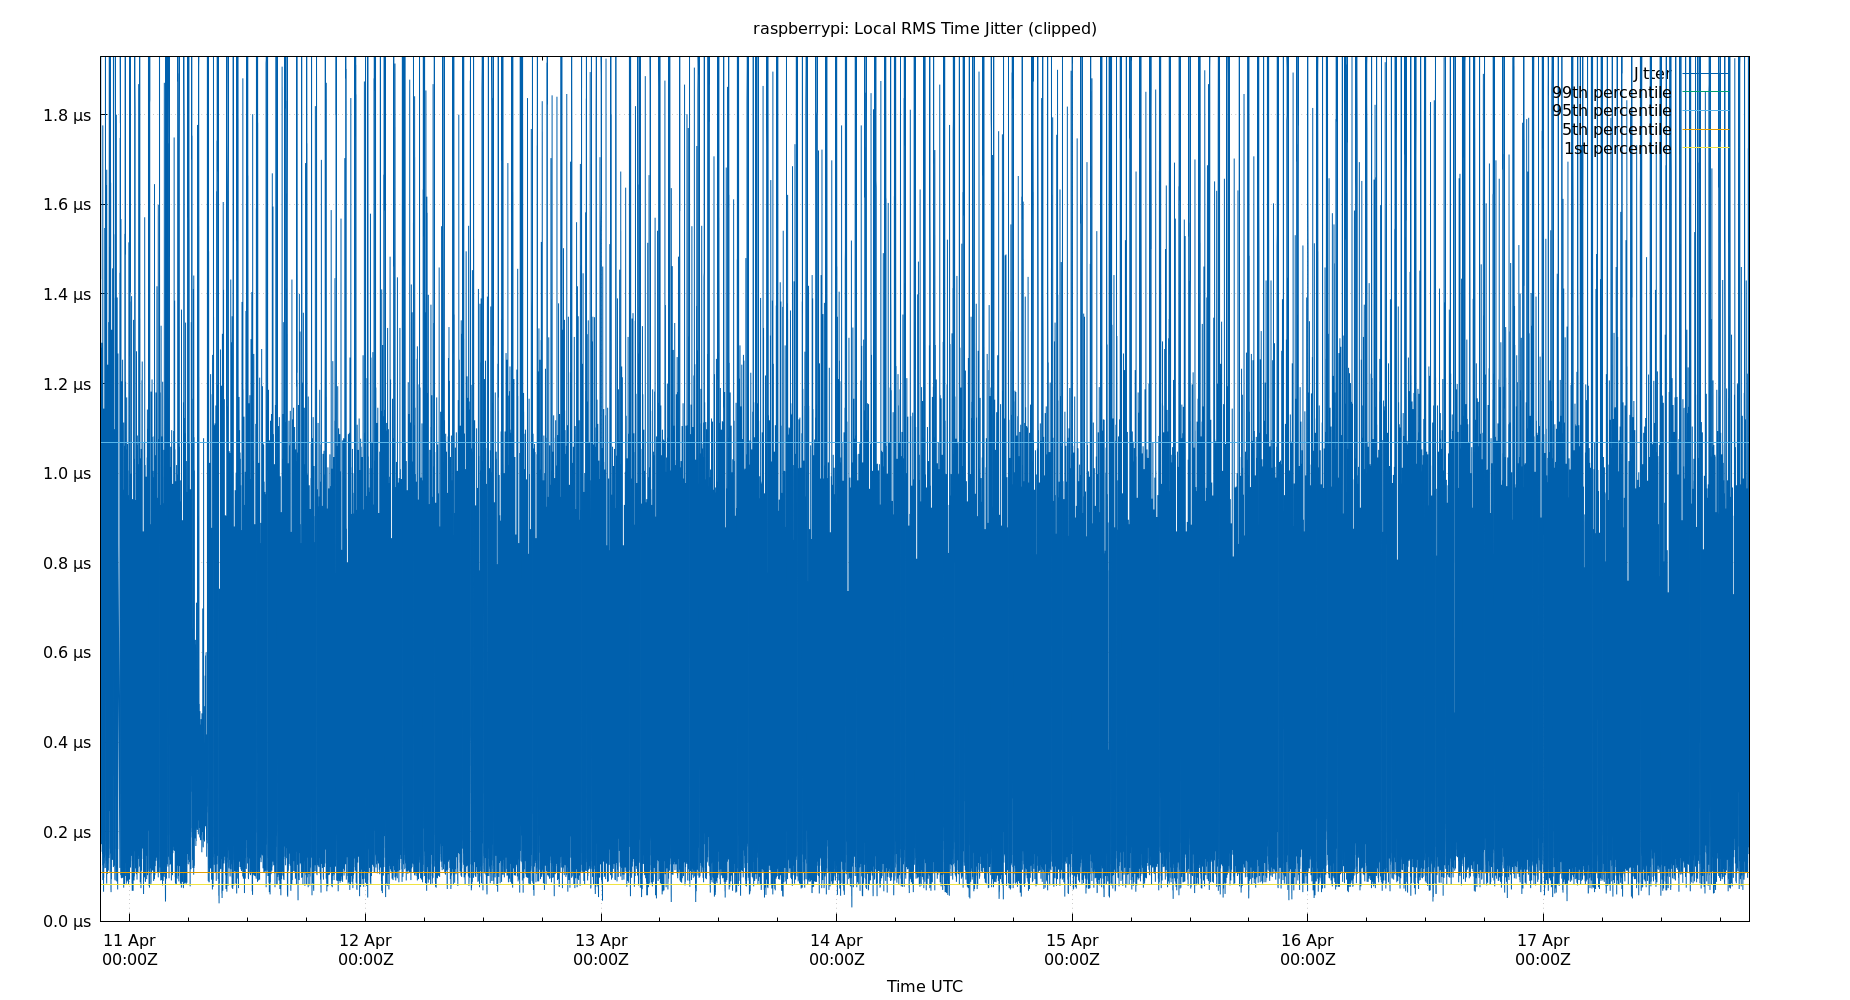 raspberrypi: Local RMS Time Jitter (clipped)
Jitter
99th percentile
95th percentile
5th percentile
1st percentile
1.8 µs
1.6 µs
1.4 µs
1.2 µs
1.0 µs
0.8 µs
0.6 µs
0.4 µs
0.2 µs
0.0 µs
11 Apr 12 Apr 13 Apr 14 Apr 15 Apr 16 Apr 17 Apr
00:00Z 00:00Z 00:00Z 00:00Z 00:00Z 00:00Z 00:00Z
Time UTC